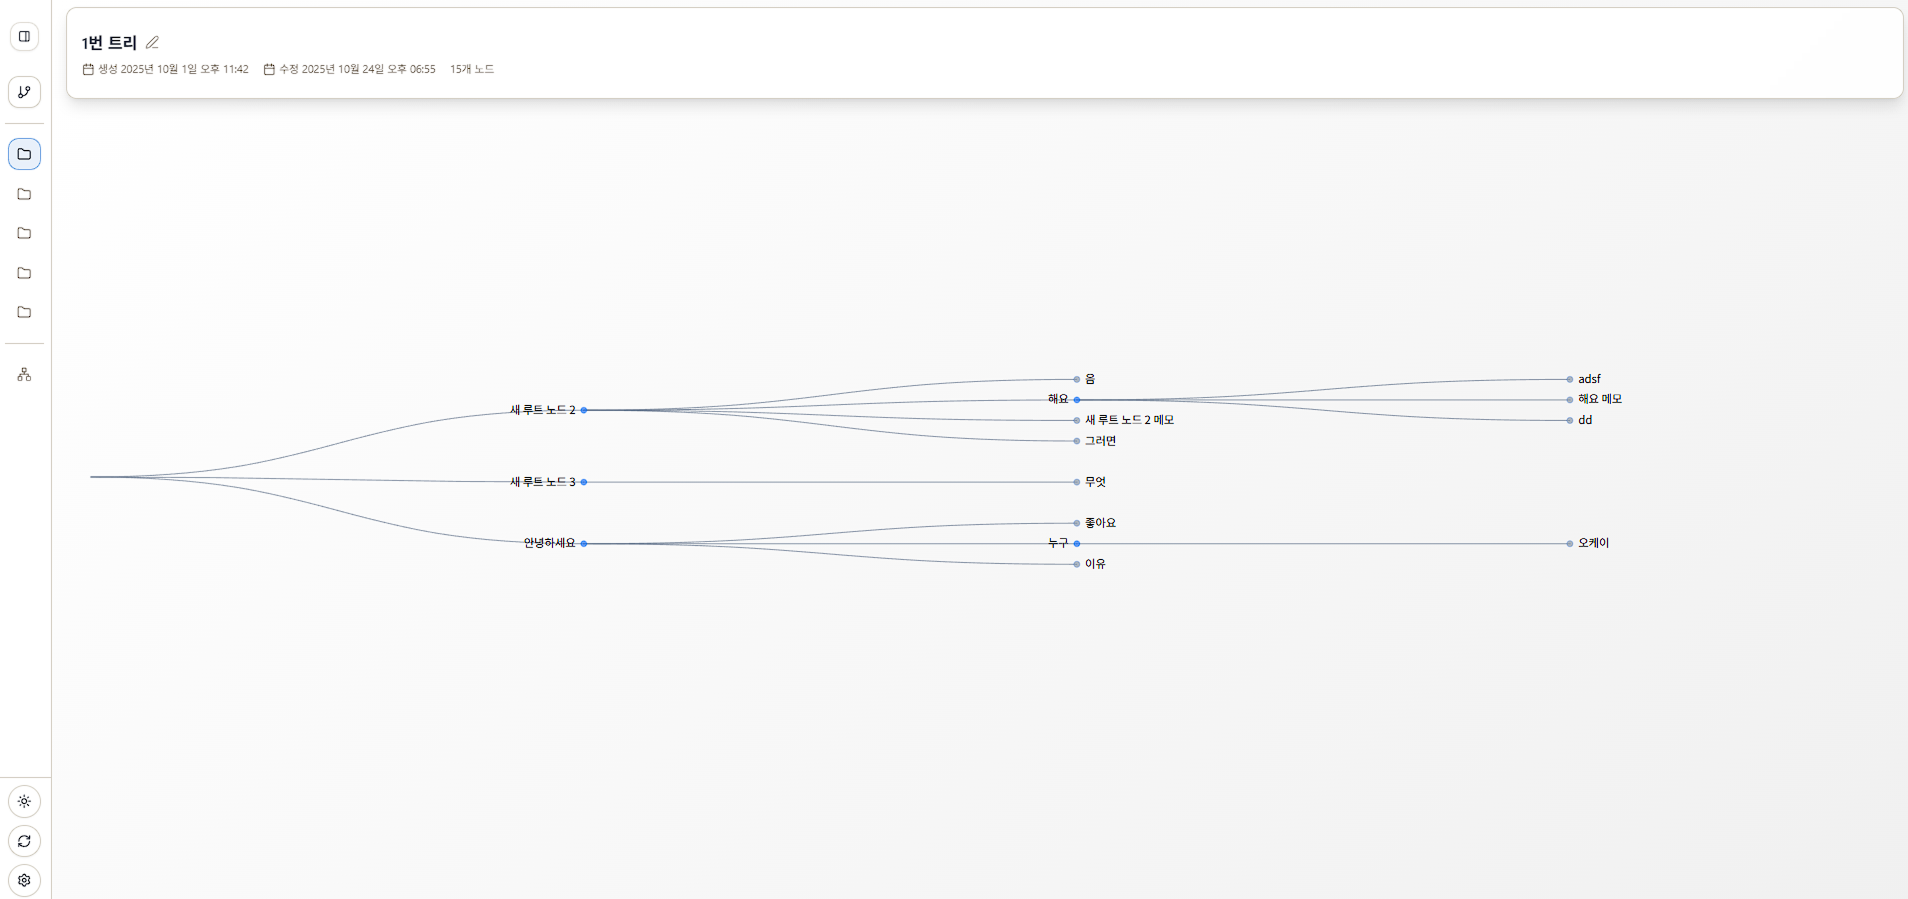 1번 트리
생성 2025년 10월 1일 오후 11:42 수정 2025년 10월 24일 오후 06:55 15개 노드
음
adsf
새 루트 노드 2
해요
해요 메모
새 루트 노드 2 메모
dd
그러면
새 루트 노드 3
무엇
좋아요
안녕하세요
누구
오케이
이유